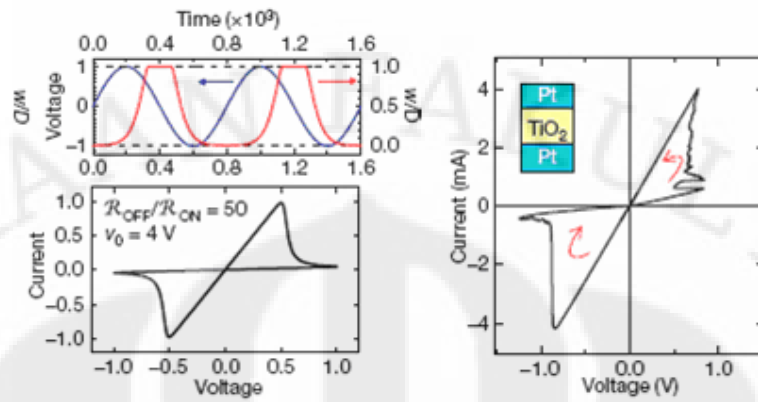 Time (×10³)
0.0 0.4 0.8 1.2 1.6
1 1.0
w/D Voltage 0 0.5 w/D
−1 0.0
0.0 0.4 0.8 1.2 1.6
1.0 R_OFF/R_ON = 50
0.5 v₀ = 4 V
Current 0.0
−0.5
−1.0
−1.0 −0.5 0.0 0.5 1.0
Voltage
4
Pt
2 TiO₂
Pt
Current (mA) 0
−2
−4
−1.0 0.0 1.0
Voltage (V)